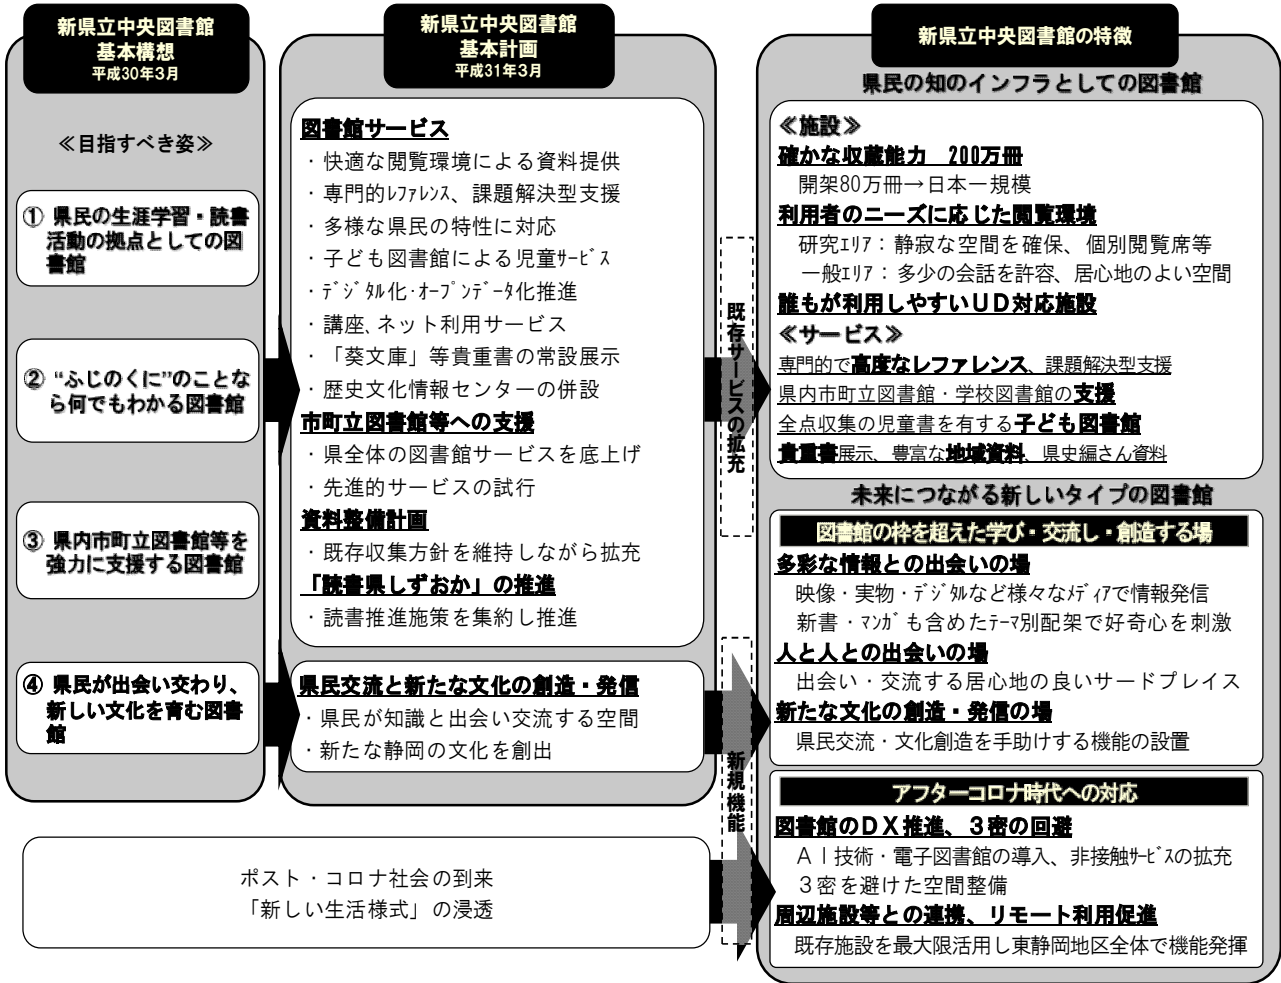 新県立中央図書館
基本構想
平成30年3月
≪目指すべき姿≫
① 県民の生涯学習・読書
活動の拠点としての図
書館
② “ふじのくに”のことな
ら何でもわかる図書館
③ 県内市町立図書館等を
強力に支援する図書館
④ 県民が出会い交わり、
新しい文化を育む図書
館
新県立中央図書館
基本計画
平成31年3月
図書館サービス
・快適な閲覧環境による資料提供
・専門的ﾚﾌｧﾚﾝｽ、課題解決型支援
・多様な県民の特性に対応
・子ども図書館による児童ｻｰﾋﾞｽ
・ﾃﾞｼﾞﾀﾙ化･ｵｰﾌﾟﾝﾃﾞｰﾀ化推進
・講座、ネット利用サービス
・「葵文庫」等貴重書の常設展示
・歴史文化情報センターの併設
市町立図書館等への支援
・県全体の図書館サービスを底上げ
・先進的サービスの試行
資料整備計画
・既存収集方針を維持しながら拡充
「読書県しずおか」の推進
・読書推進施策を集約し推進
県民交流と新たな文化の創造・発信
・県民が知識と出会い交流する空間
・新たな静岡の文化を創出
ポスト・コロナ社会の到来
「新しい生活様式」の浸透
既存サービスの拡充
新規機能
新県立中央図書館の特徴
県民の知のインフラとしての図書館
≪施設≫
確かな収蔵能力　200万冊
開架80万冊→日本一規模
利用者のニーズに応じた閲覧環境
研究ｴﾘｱ：静寂な空間を確保、個別閲覧席等
一般ｴﾘｱ：多少の会話を許容、居心地のよい空間
誰もが利用しやすいＵＤ対応施設
≪サービス≫
専門的で高度なレファレンス、課題解決型支援
県内市町立図書館・学校図書館の支援
全点収集の児童書を有する子ども図書館
貴重書展示、豊富な地域資料、県史編さん資料
未来につながる新しいタイプの図書館
図書館の枠を超えた学び・交流し・創造する場
多彩な情報との出会いの場
映像・実物・ﾃﾞｼﾞﾀﾙなど様々なﾒﾃﾞｨｱで情報発信
新書・ﾏﾝｶﾞも含めたﾃｰﾏ別配架で好奇心を刺激
人と人との出会いの場
出会い・交流する居心地の良いサードプレイス
新たな文化の創造・発信の場
県民交流・文化創造を手助けする機能の設置
アフターコロナ時代への対応
図書館のＤＸ推進、３密の回避
ＡＩ技術・電子図書館の導入、非接触ｻｰﾋﾞｽの拡充
３密を避けた空間整備
周辺施設等との連携、リモート利用促進
既存施設を最大限活用し東静岡地区全体で機能発揮